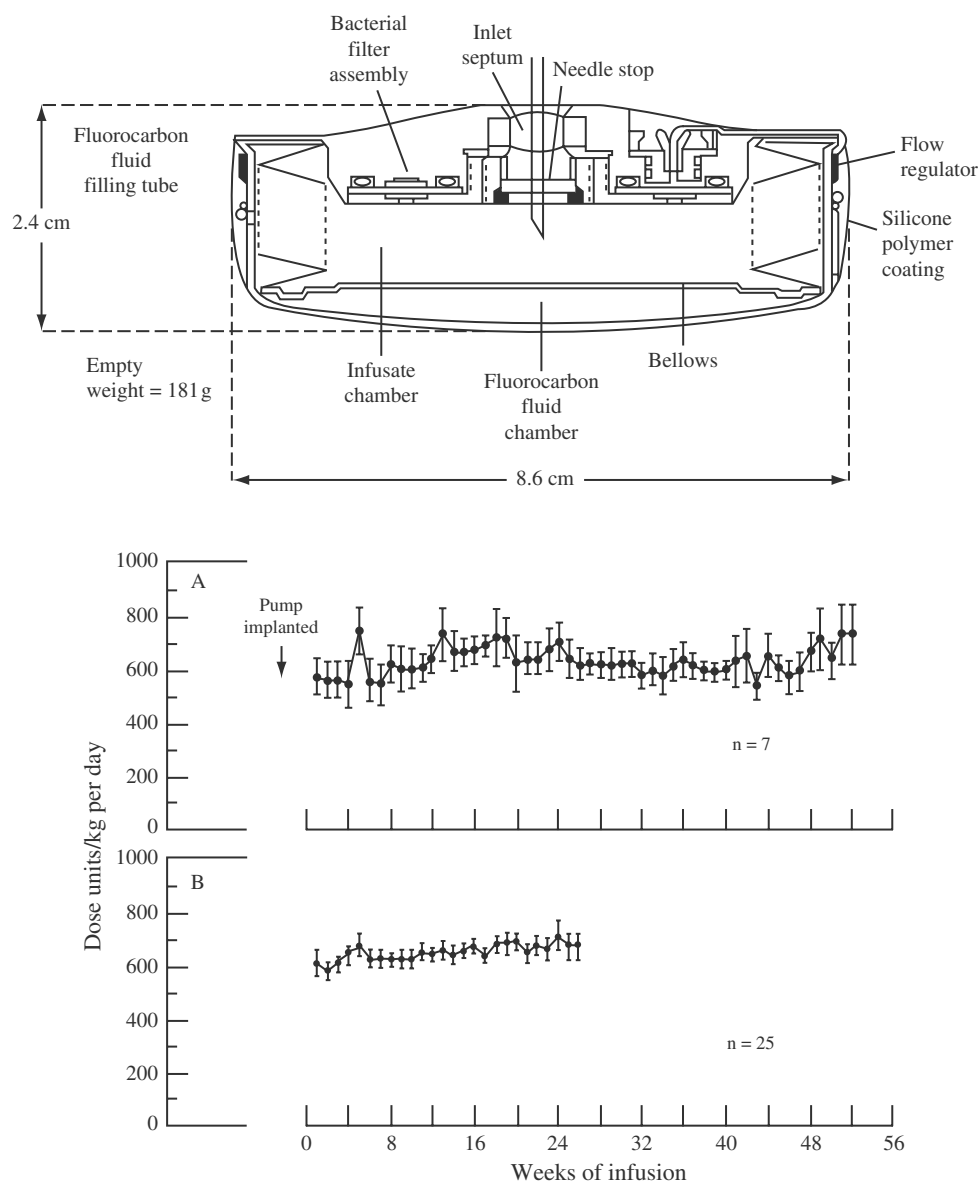 Bacterial
filter
assembly
Inlet
septum
Needle stop
Fluorocarbon
fluid
filling tube
Flow
regulator
2.4 cm
Silicone
polymer
coating
Empty
weight = 181 g
Infusate
chamber
Fluorocarbon
fluid
chamber
Bellows
8.6 cm
Dose units/kg per day
1000
800
600
400
200
0
A
Pump
implanted
n = 7
1000
800
600
400
200
0
B
n = 25
0 8 16 24 32 40 48 56
Weeks of infusion